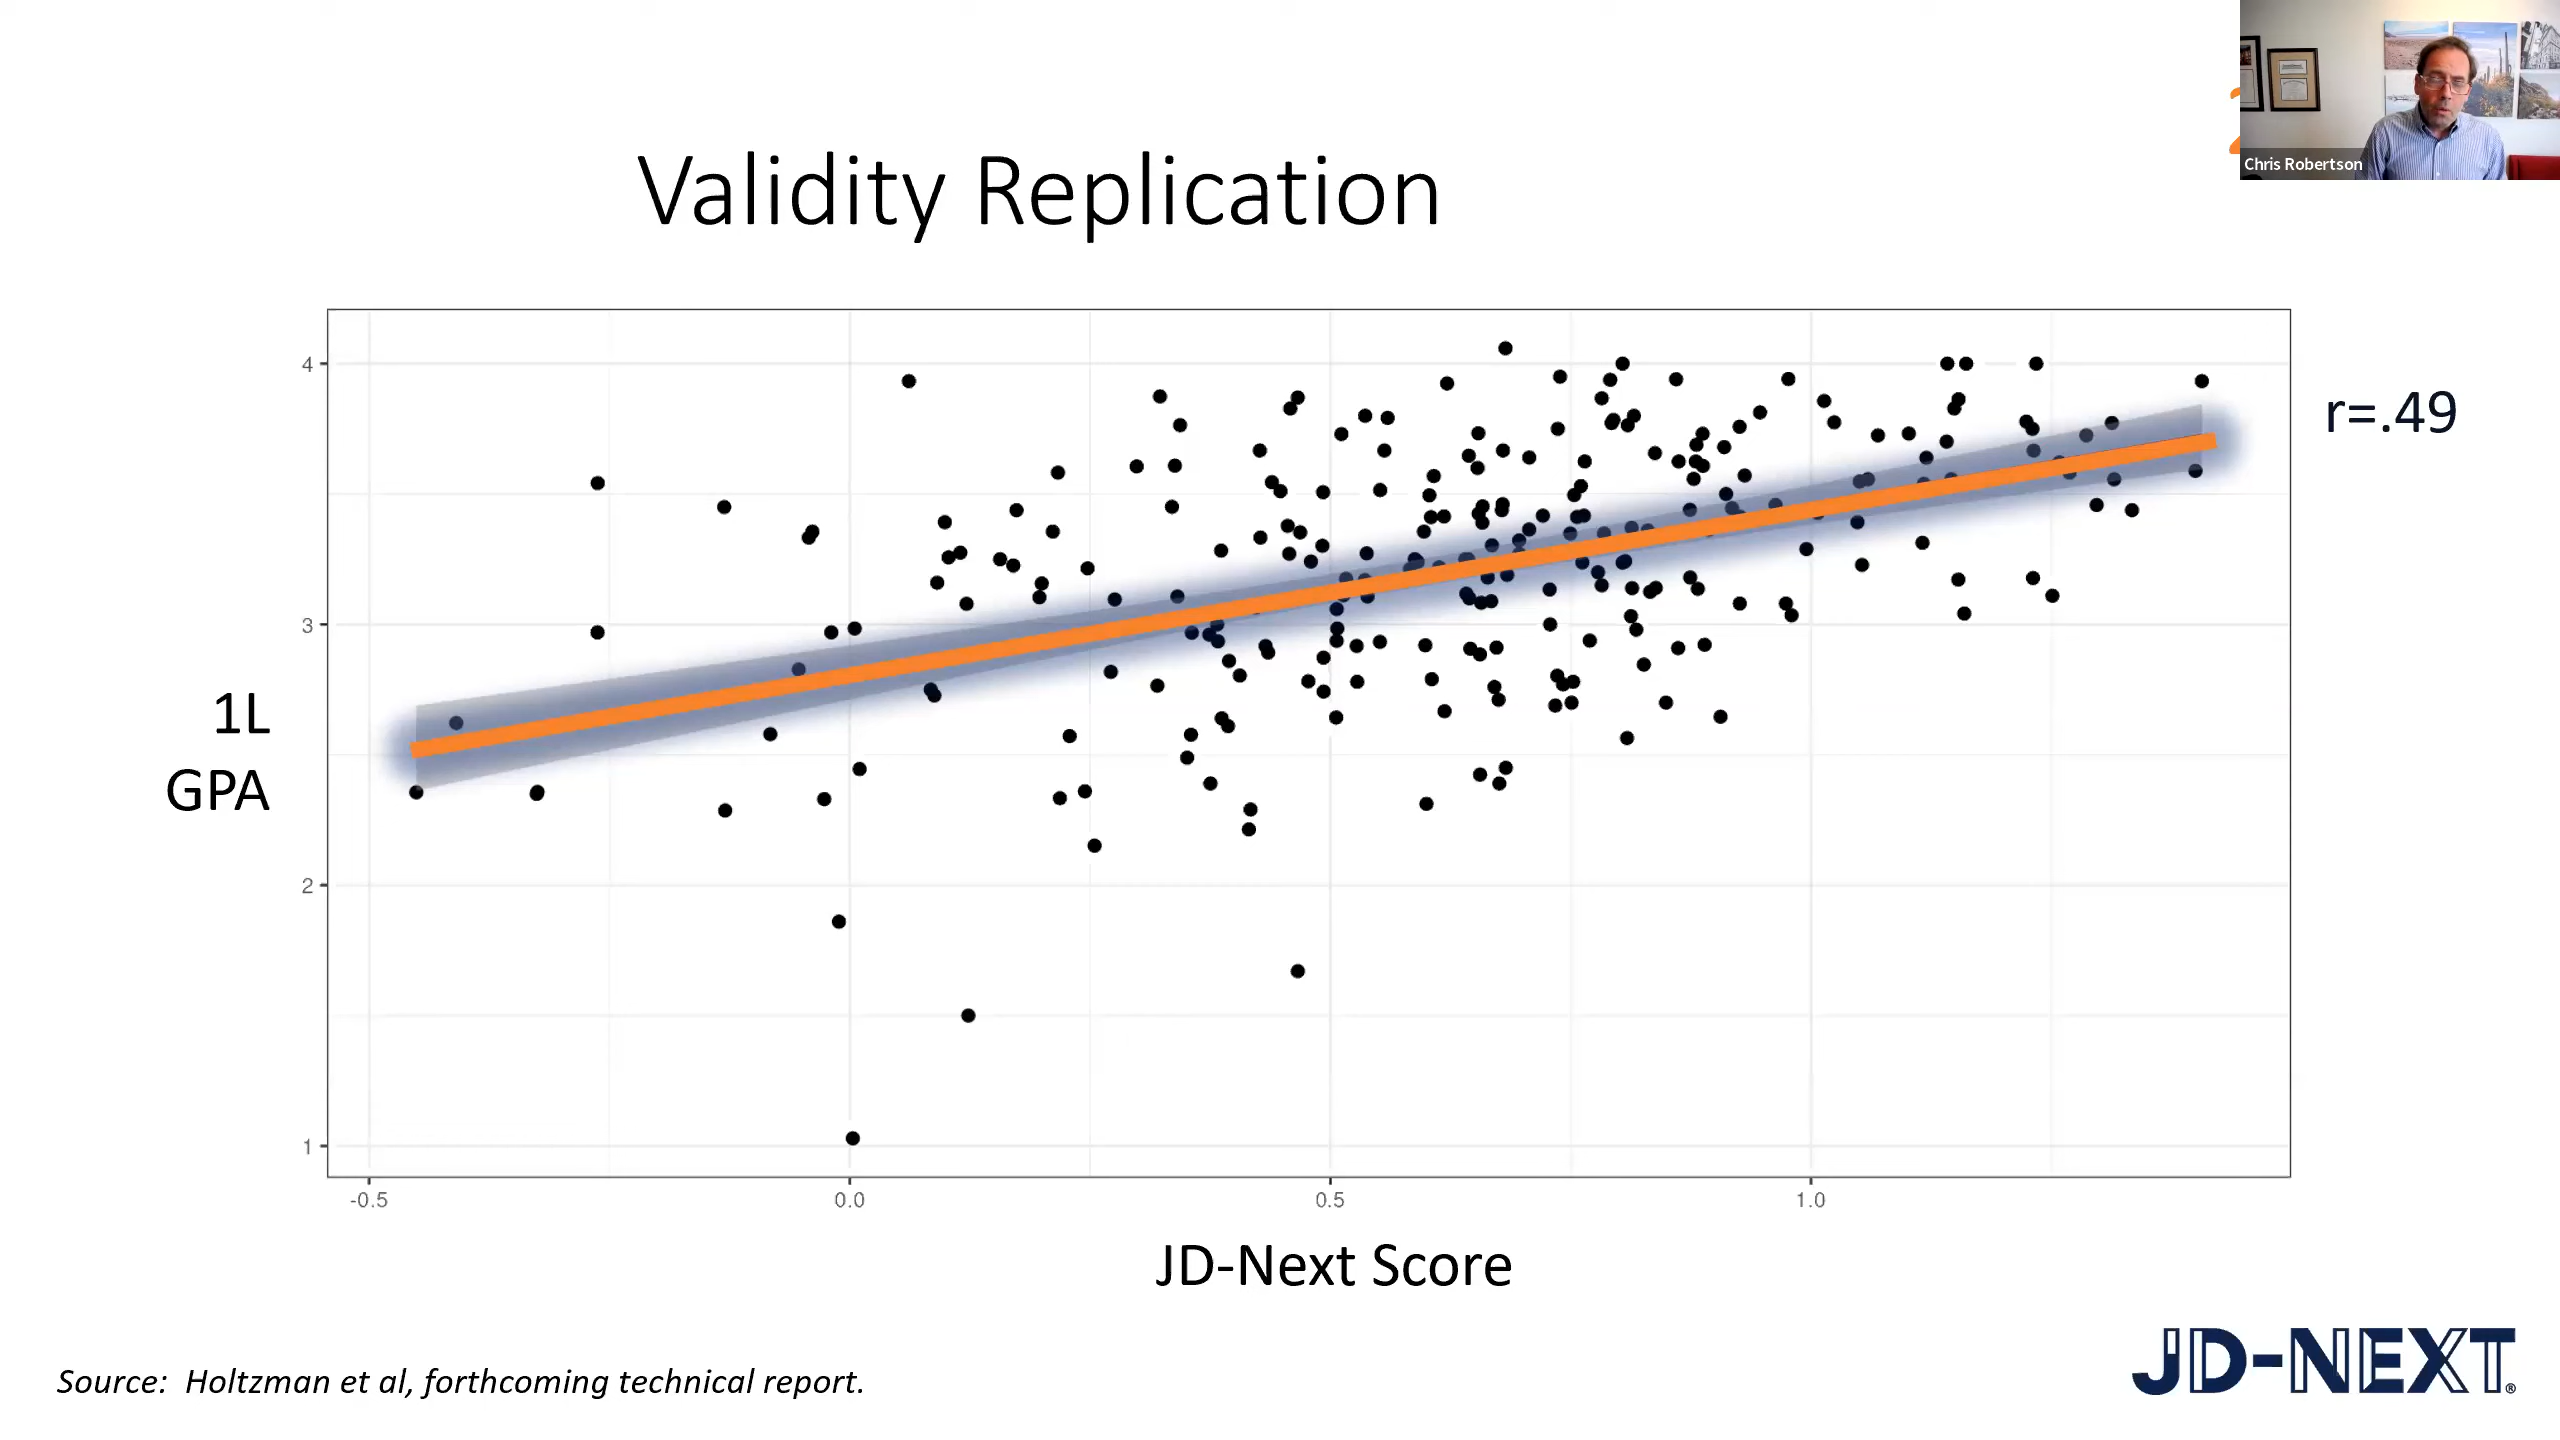 Chris Robertson
Validity Replication
r=.49
4
3
2
1
1L
GPA
-0.5 0.0 0.5 1.0
JD-Next Score
Source: Holtzman et al, forthcoming technical report.
JD-NEXT®